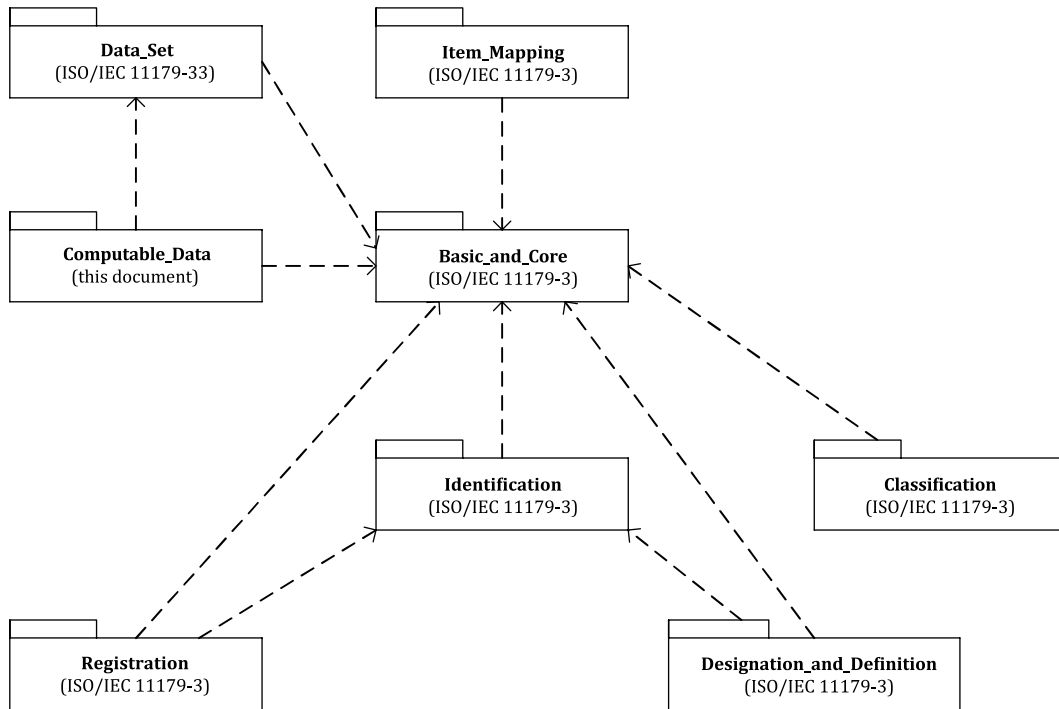 Data_Set
(ISO/IEC 11179-33)
Item_Mapping
(ISO/IEC 11179-3)
Computable_Data
(this document)
Basic_and_Core
(ISO/IEC 11179-3)
Identification
(ISO/IEC 11179-3)
Classification
(ISO/IEC 11179-3)
Registration
(ISO/IEC 11179-3)
Designation_and_Definition
(ISO/IEC 11179-3)